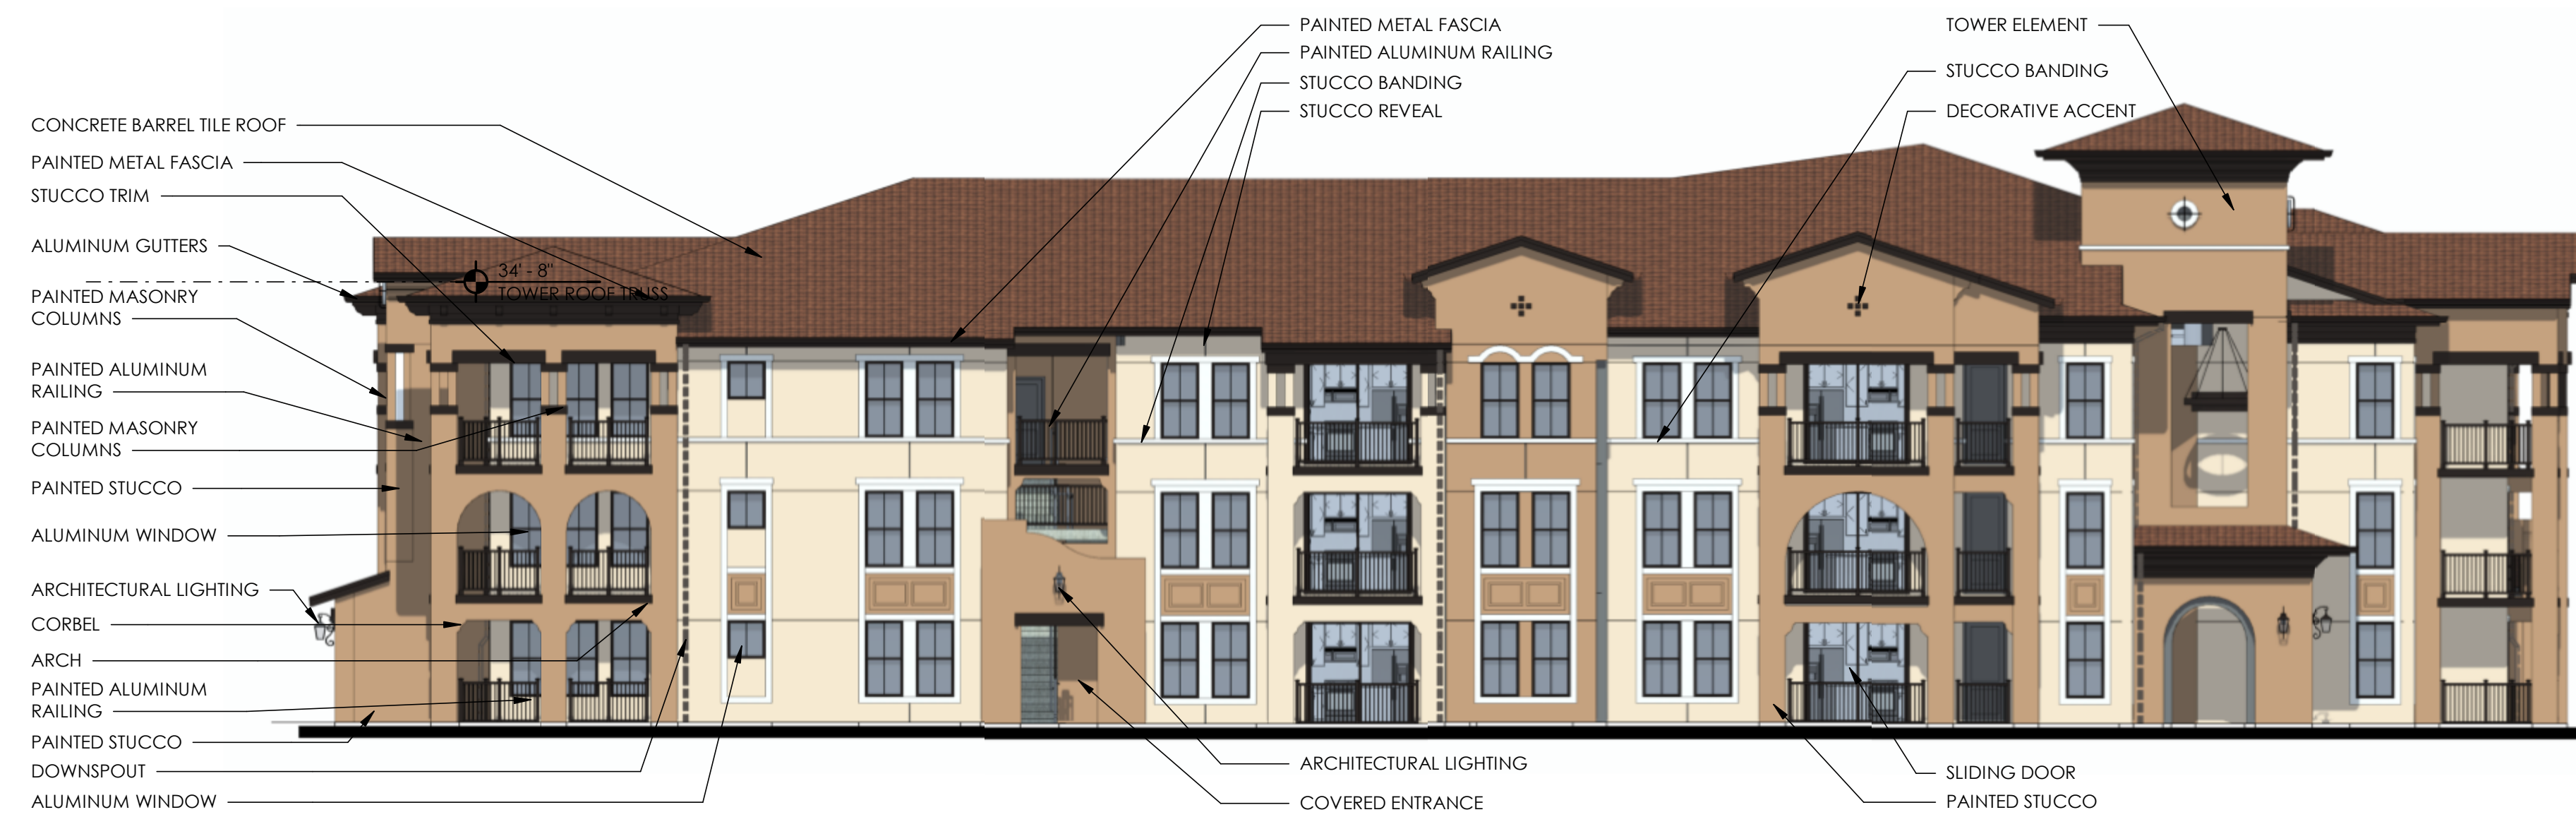 CONCRETE BARREL TILE ROOF
PAINTED METAL FASCIA
STUCCO TRIM
ALUMINUM GUTTERS
PAINTED MASONRY
COLUMNS
PAINTED ALUMINUM
RAILING
PAINTED MASONRY
COLUMNS
PAINTED STUCCO
ALUMINUM WINDOW
ARCHITECTURAL LIGHTING
CORBEL
ARCH
PAINTED ALUMINUM
RAILING
PAINTED STUCCO
DOWNSPOUT
ALUMINUM WINDOW
34' - 8"
TOWER ROOF TRUSS
PAINTED METAL FASCIA
PAINTED ALUMINUM RAILING
STUCCO BANDING
STUCCO REVEAL
ARCHITECTURAL LIGHTING
COVERED ENTRANCE
TOWER ELEMENT
STUCCO BANDING
DECORATIVE ACCENT
SLIDING DOOR
PAINTED STUCCO